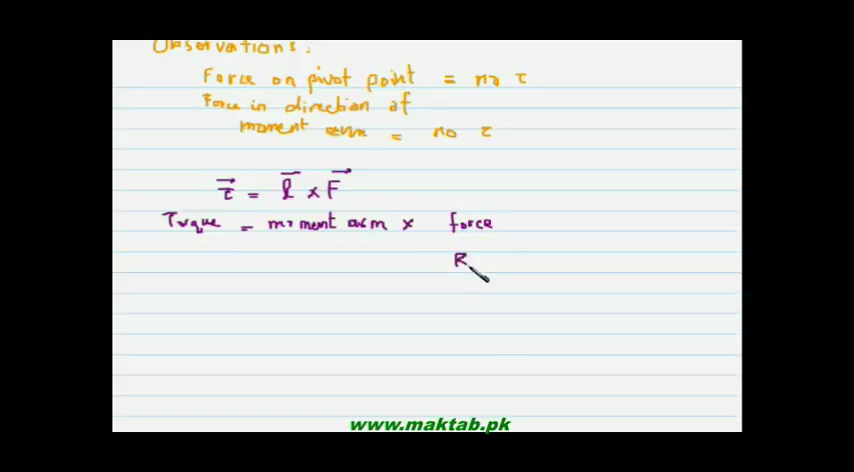 Observations:
Force on pivot point = no τ
Force in direction of
moment arm = no τ
τ⃗ = l⃗ × F⃗
Torque = moment arm × force
R
www.maktab.pk